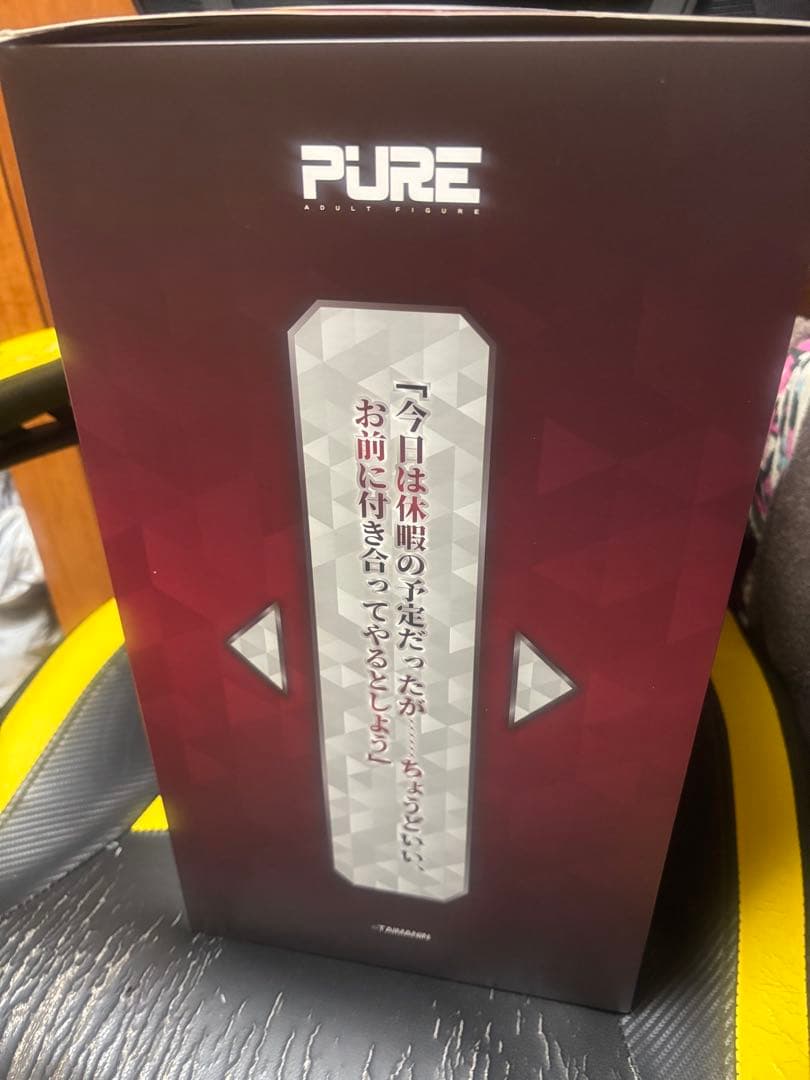 PURE
ADULT FIGURE
「今日は休暇の予定だったが……ちょうどいい、
お前に付き合ってやるとしよう」
TAIMANIN